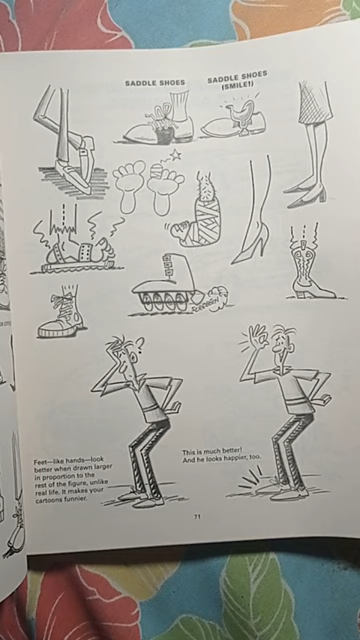 SADDLE SHOES
SADDLE SHOES
(SMILE!)
Feet—like hands—look
better when drawn larger
in proportion to the
rest of the figure, unlike
real life. It makes your
cartoons funnier.
This is much better!
And he looks happier, too.
71